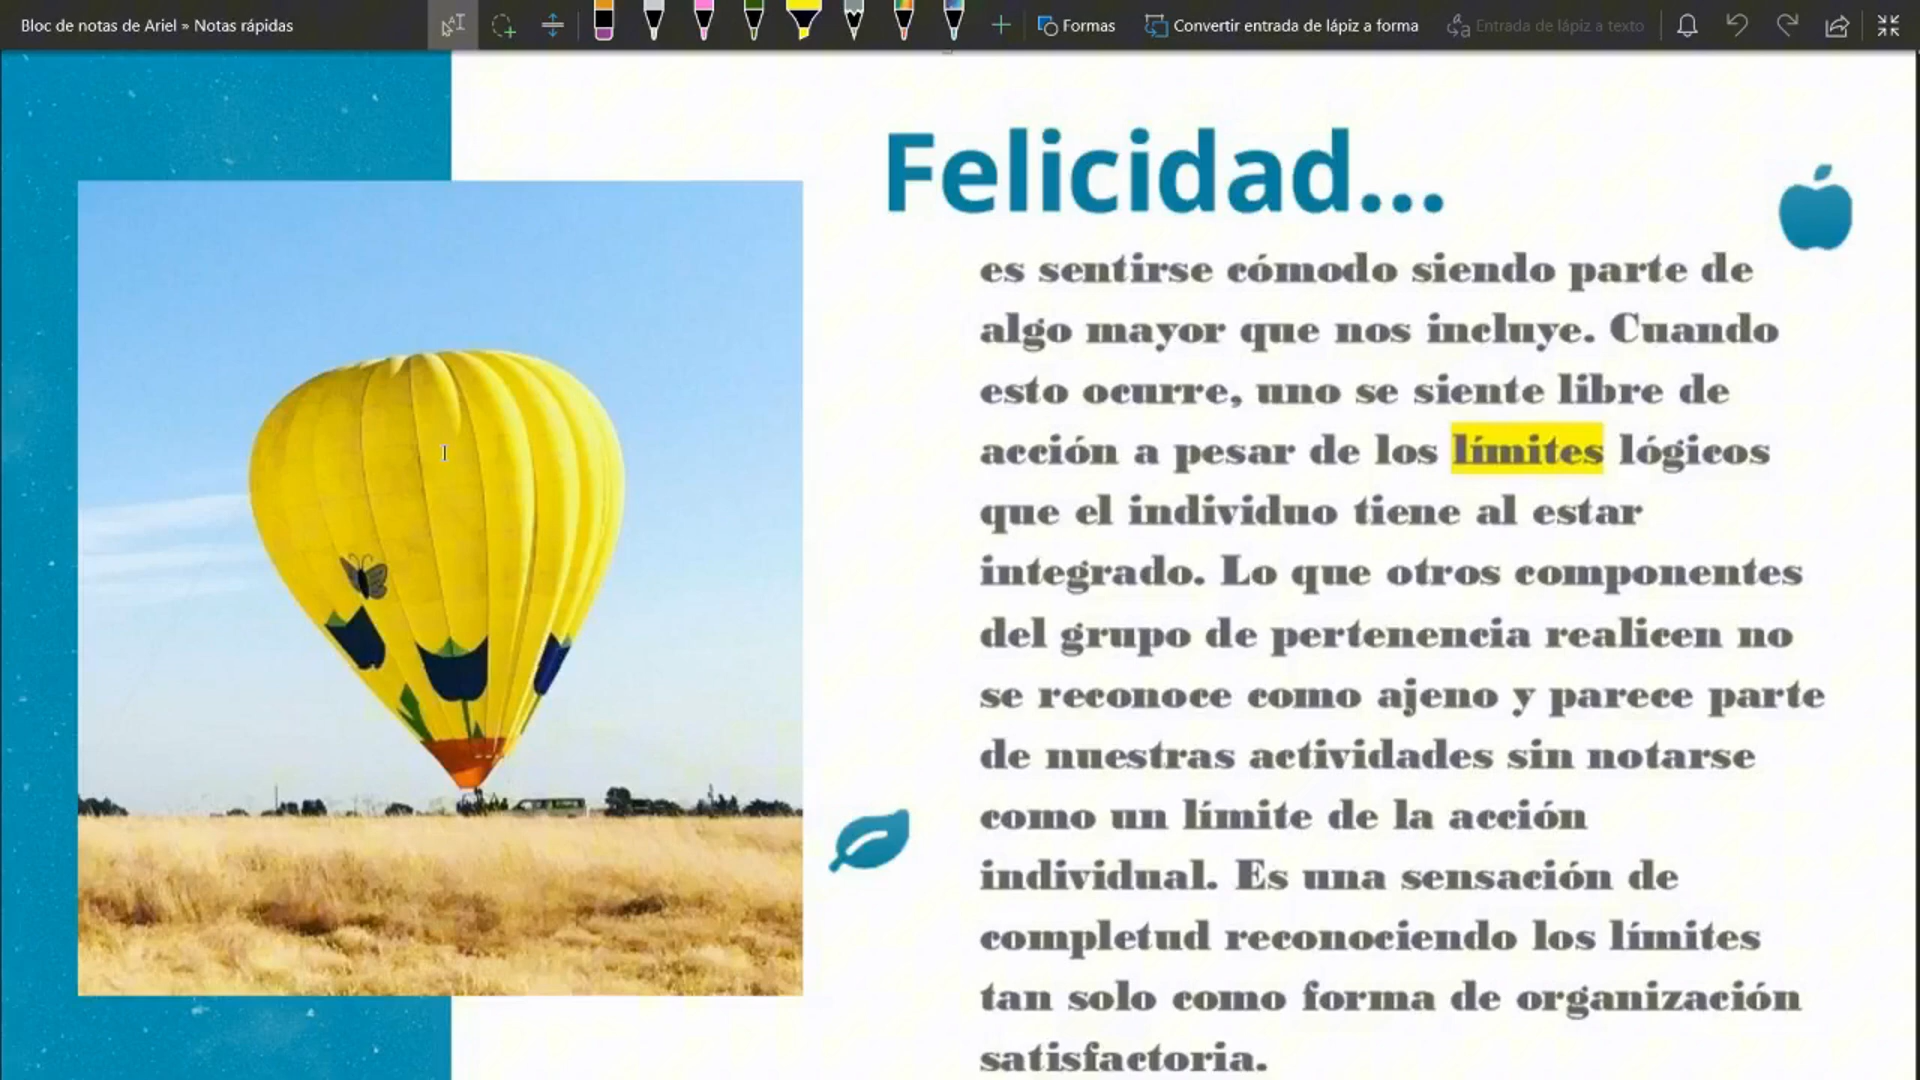 Bloc de notas de Ariel » Notas rápidas
Formas
Convertir entrada de lápiz a forma
Entrada de lápiz a texto
Felicidad...
es sentirse cómodo siendo parte de
algo mayor que nos incluye. Cuando
esto ocurre, uno se siente libre de
acción a pesar de los límites lógicos
que el individuo tiene al estar
integrado. Lo que otros componentes
del grupo de pertenencia realicen no
se reconoce como ajeno y parece parte
de nuestras actividades sin notarse
como un límite de la acción
individual. Es una sensación de
completud reconociendo los límites
tan solo como forma de organización
satisfactoria.